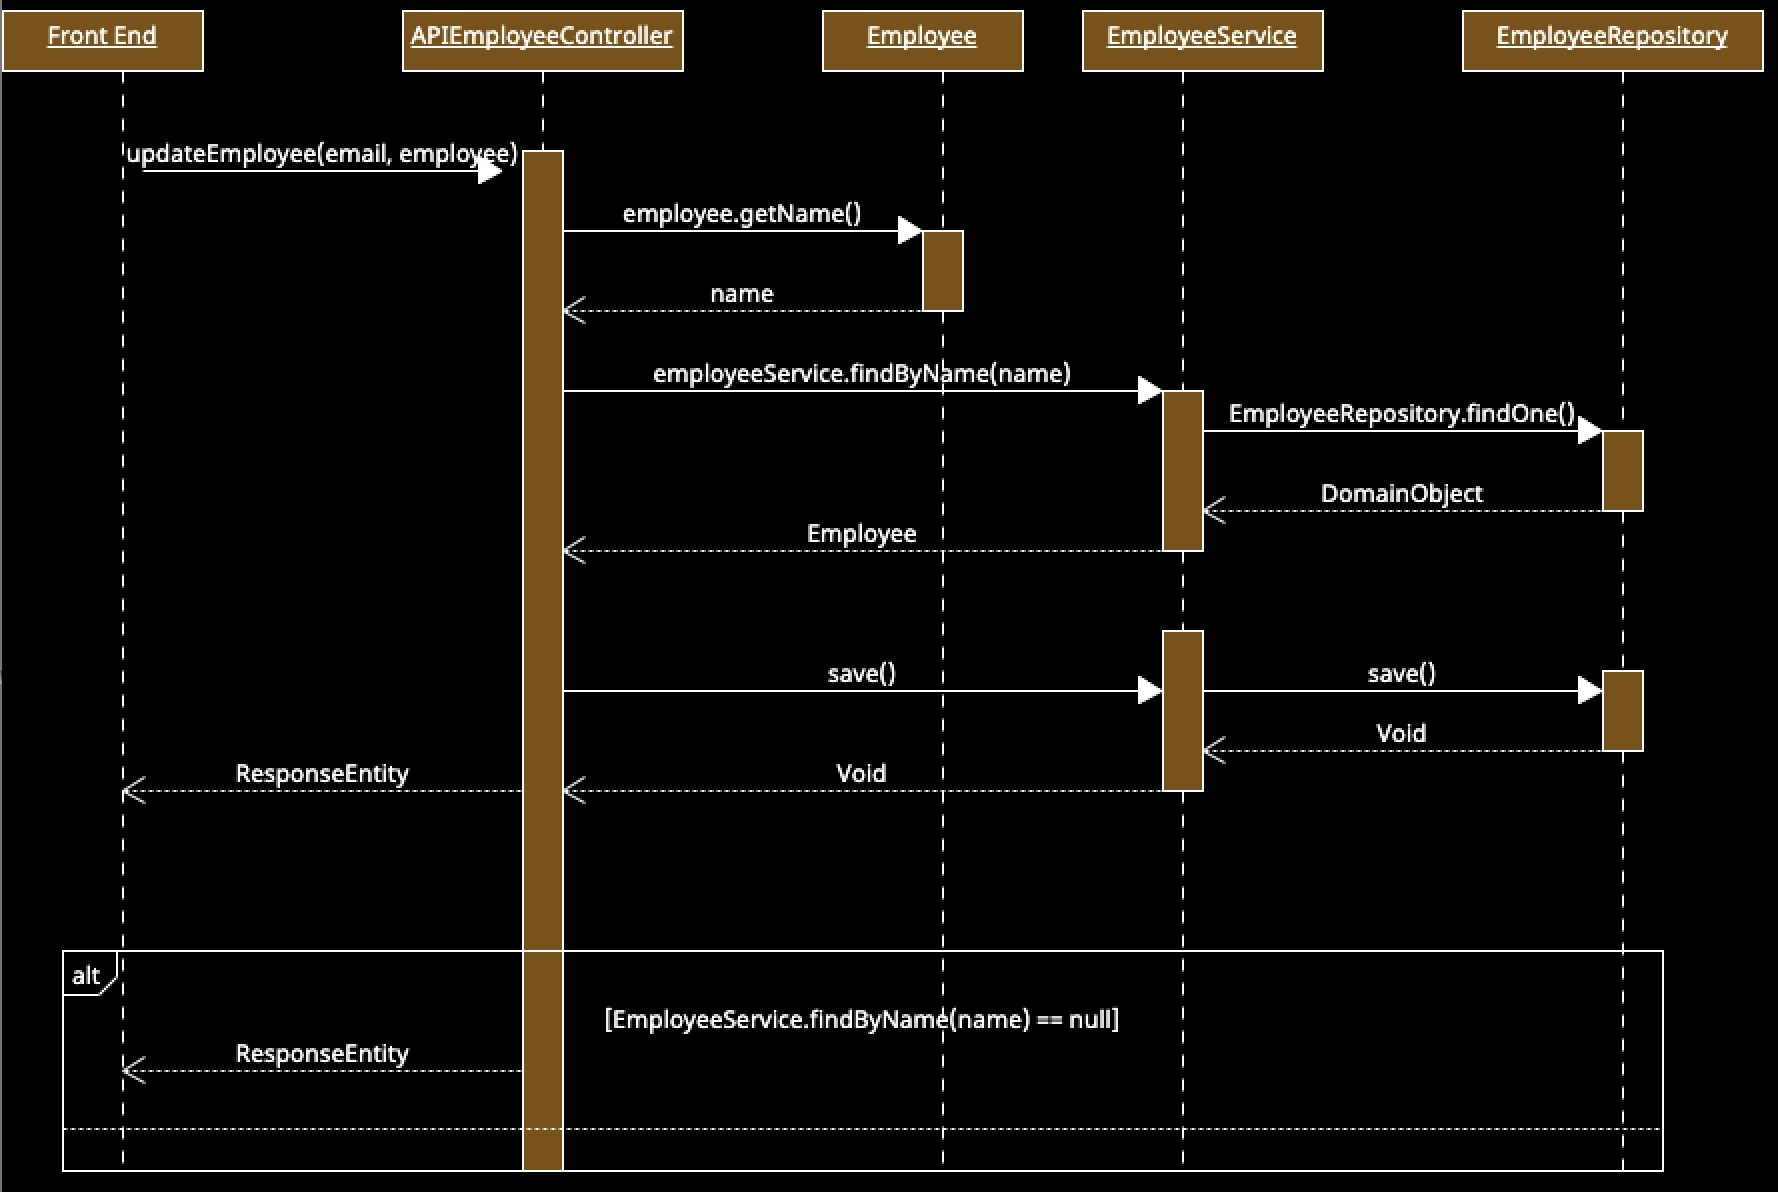 Front End
APIEmployeeController
Employee
EmployeeService
EmployeeRepository
updateEmployee(email, employee)
employee.getName()
name
employeeService.findByName(name)
EmployeeRepository.findOne()
DomainObject
Employee
save()
save()
Void
ResponseEntity
Void
alt
[EmployeeService.findByName(name) == null]
ResponseEntity